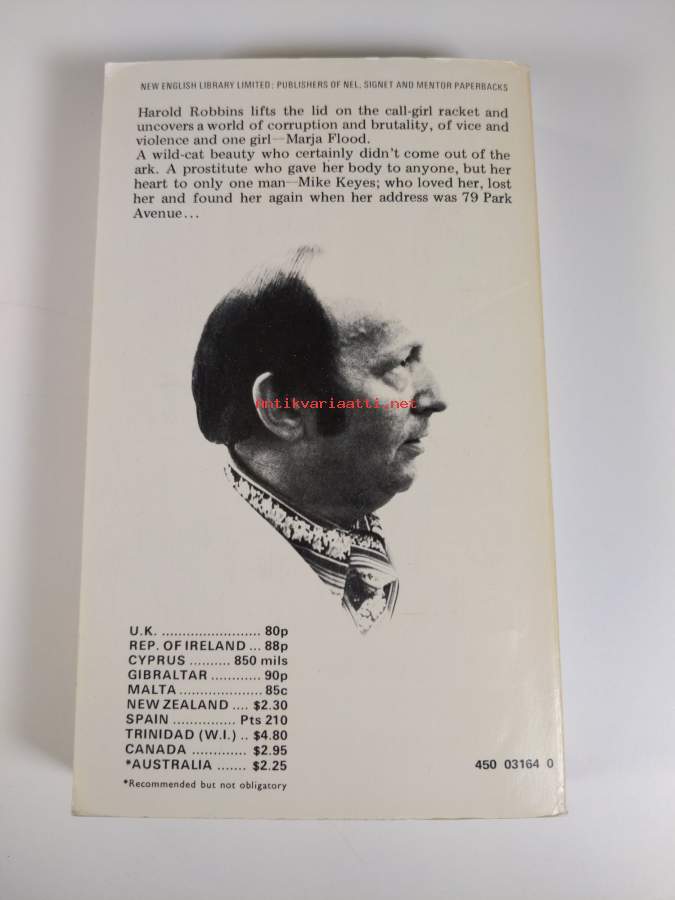 NEW ENGLISH LIBRARY LIMITED: PUBLISHERS OF NEL, SIGNET AND MENTOR PAPERBACKS
Harold Robbins lifts the lid on the call-girl racket and
uncovers a world of corruption and brutality, of vice and
violence and one girl—Marja Flood.
A wild-cat beauty who certainly didn't come out of the
ark. A prostitute who gave her body to anyone, but her
heart to only one man—Mike Keyes; who loved her, lost
her and found her again when her address was 79 Park
Avenue...
antikvariaatti.net
U.K. ......................... 80p
REP. OF IRELAND ... 88p
CYPRUS .......... 850 mils
GIBRALTAR ............ 90p
MALTA ..................... 85c
NEW ZEALAND .... $2.30
SPAIN ................ Pts 210
TRINIDAD (W.I.) .. $4.80
CANADA ............. $2.95
*AUSTRALIA ....... $2.25
*Recommended but not obligatory
450 03164 0